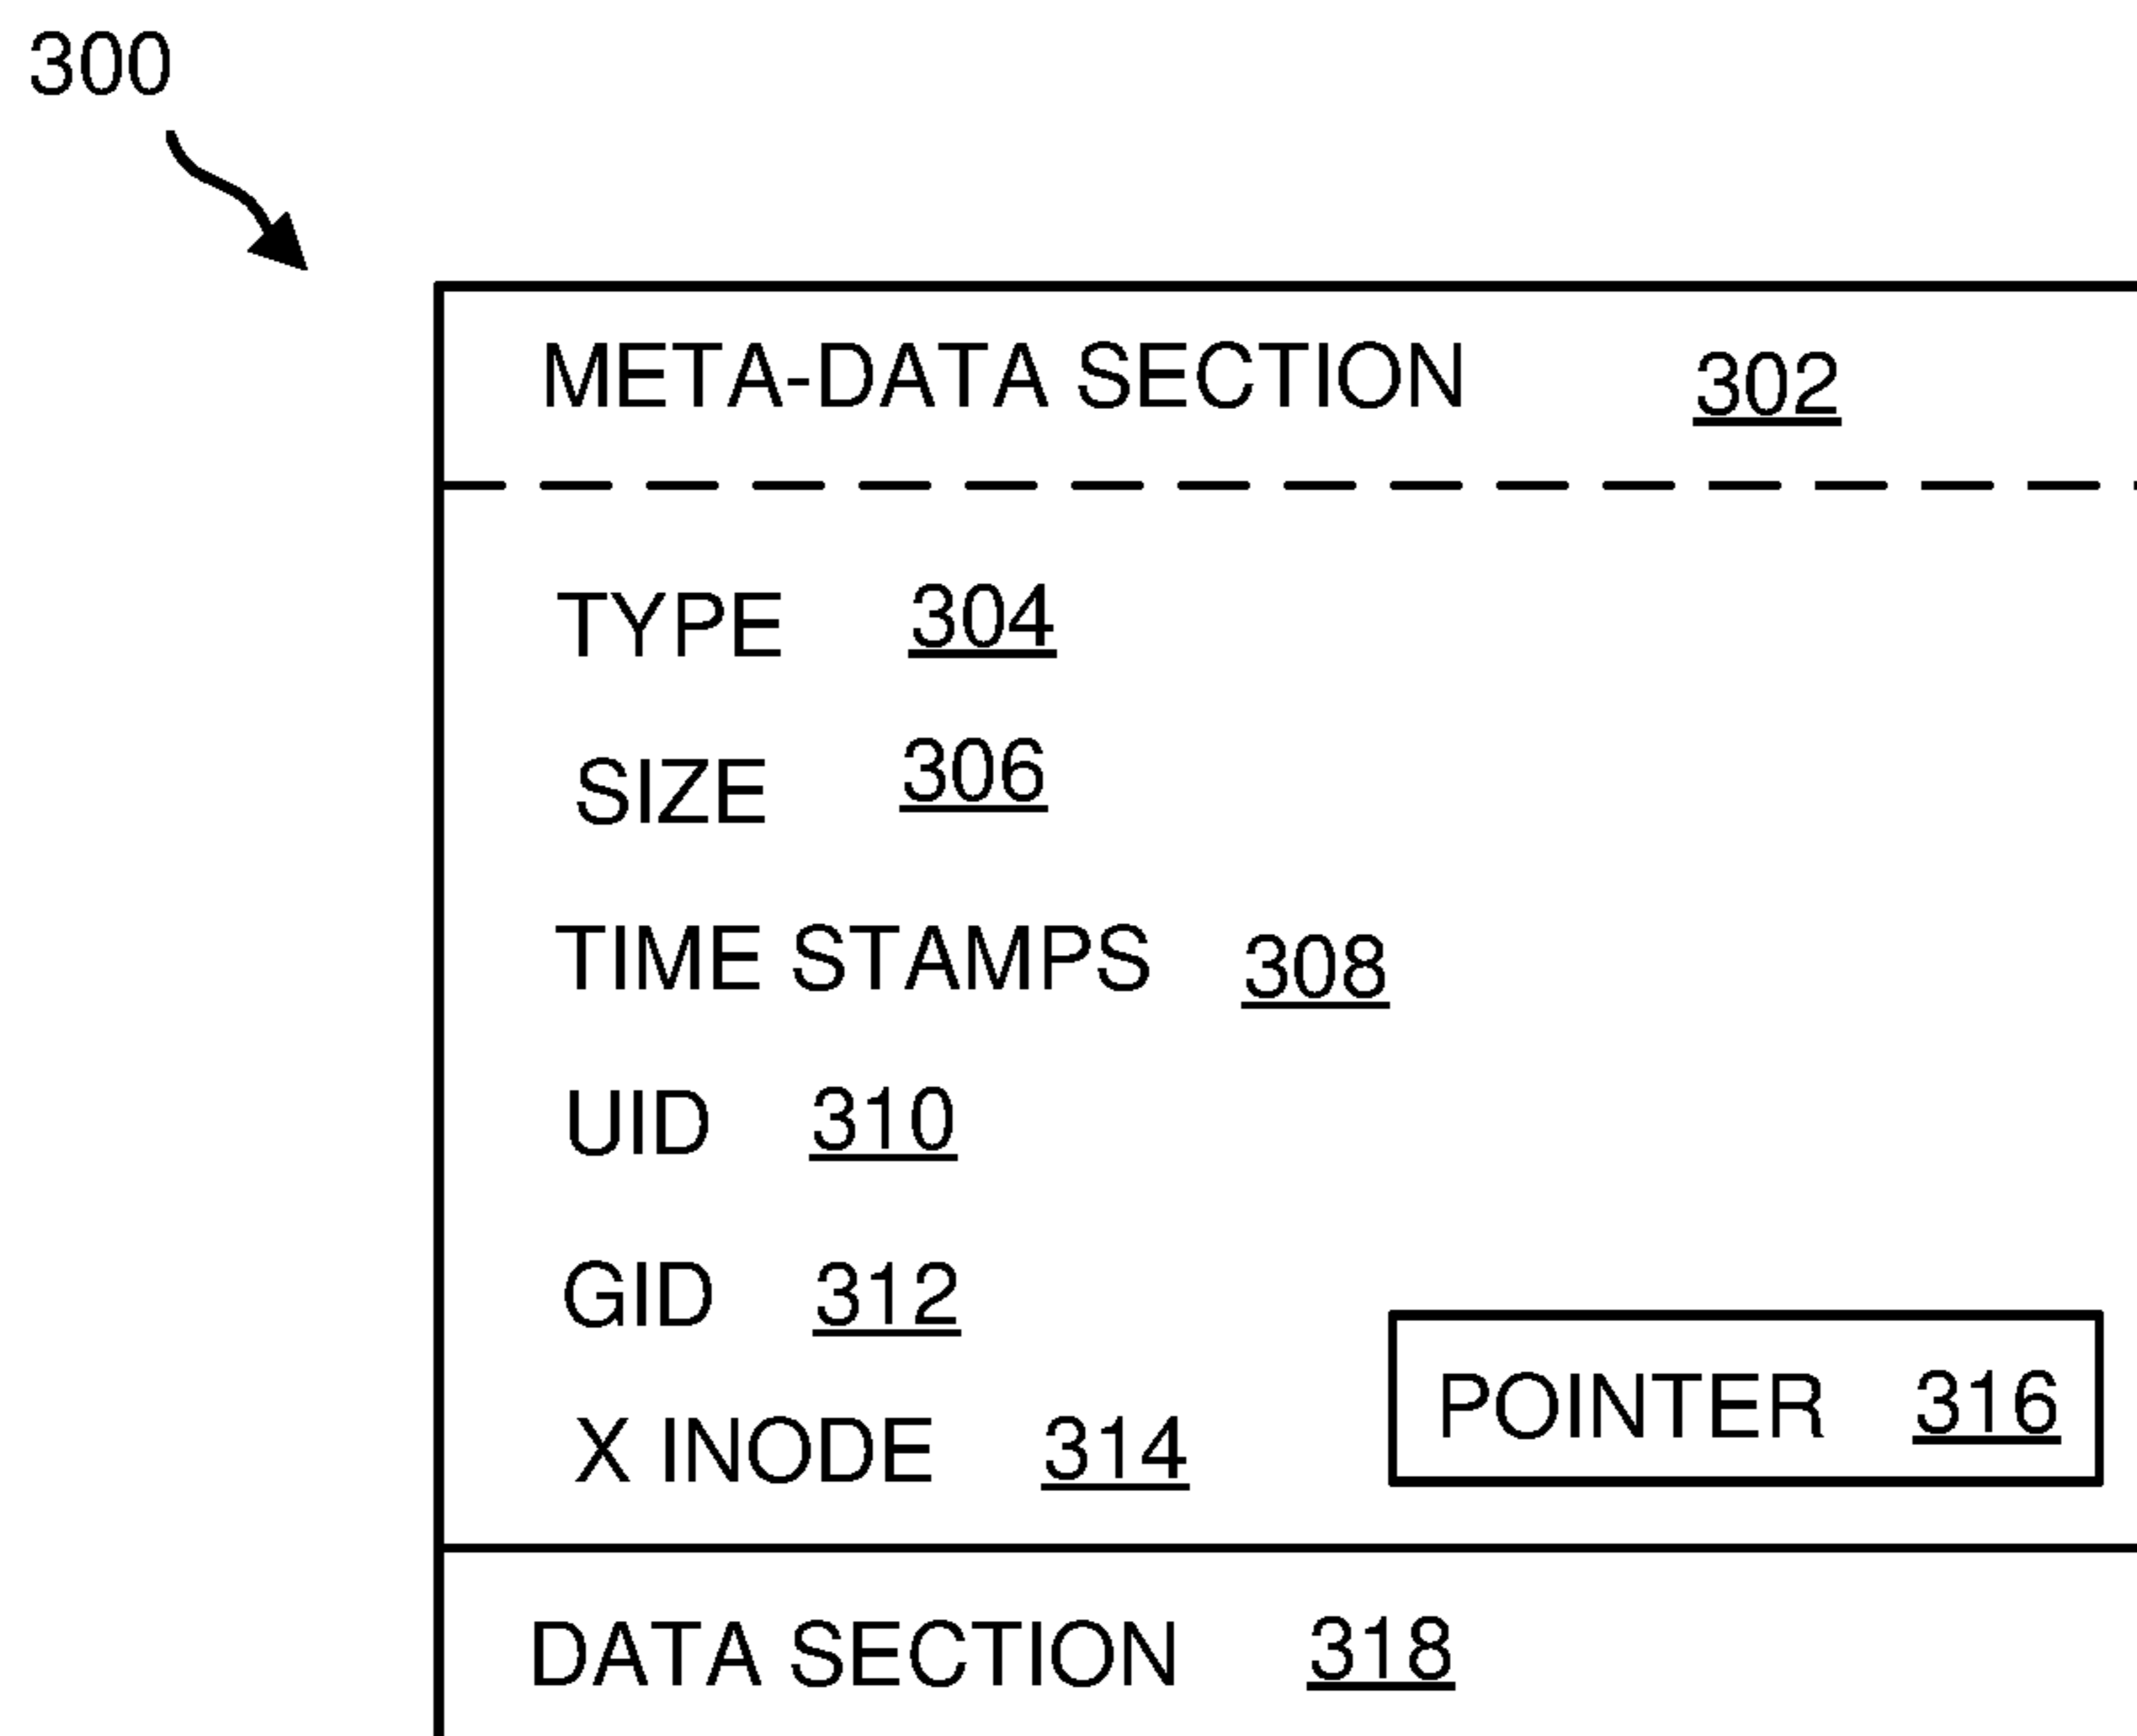 300
META-DATA SECTION 302
TYPE 304
SIZE 306
TIME STAMPS 308
UID 310
GID 312
X INODE 314 POINTER 316
DATA SECTION 318